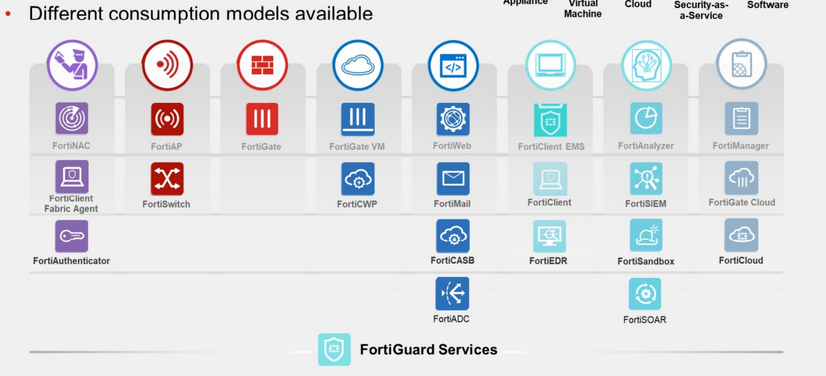 • Different consumption models available
Appliance
Virtual
Machine
Cloud
Security-as-
a-Service
Software
FortiNAC
FortiAP
FortiGate
FortiGate VM
FortiWeb
FortiClient EMS
FortiAnalyzer
FortiManager
FortiClient
Fabric Agent
FortiSwitch
FortiCWP
FortiMail
FortiClient
FortiSIEM
FortiGate Cloud
FortiAuthenticator
FortiCASB
FortiEDR
FortiSandbox
FortiCloud
FortiADC
FortiSOAR
FortiGuard Services